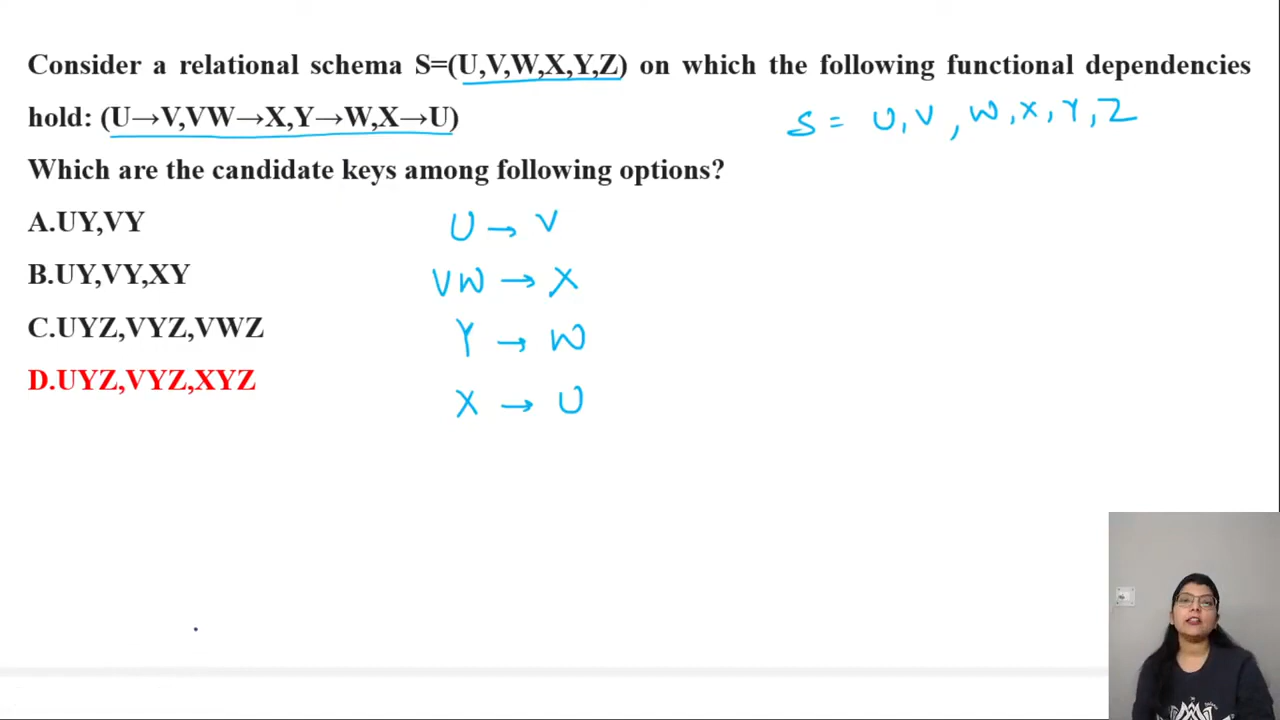 Consider a relational schema S=(U,V,W,X,Y,Z) on which the following functional dependencies
hold: (U→V,VW→X,Y→W,X→U)
S = U, V, W, X, Y, Z
Which are the candidate keys among following options?
A.UY,VY
U → V
B.UY,VY,XY
VW → X
C.UYZ,VYZ,VWZ
Y → W
D.UYZ,VYZ,XYZ
X → U